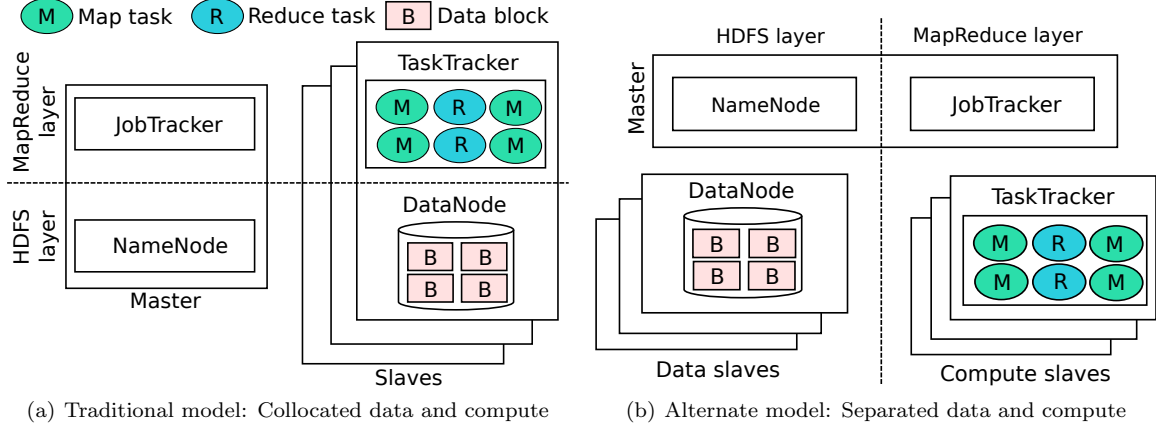 M Map task R Reduce task B Data block
MapReduce
layer
HDFS
layer
JobTracker
NameNode
Master
TaskTracker
M R M
M R M
DataNode
B B
B B
Slaves
(a) Traditional model: Collocated data and compute
HDFS layer
MapReduce layer
Master
NameNode
JobTracker
DataNode
B B
B B
Data slaves
TaskTracker
M R M
M R M
Compute slaves
(b) Alternate model: Separated data and compute